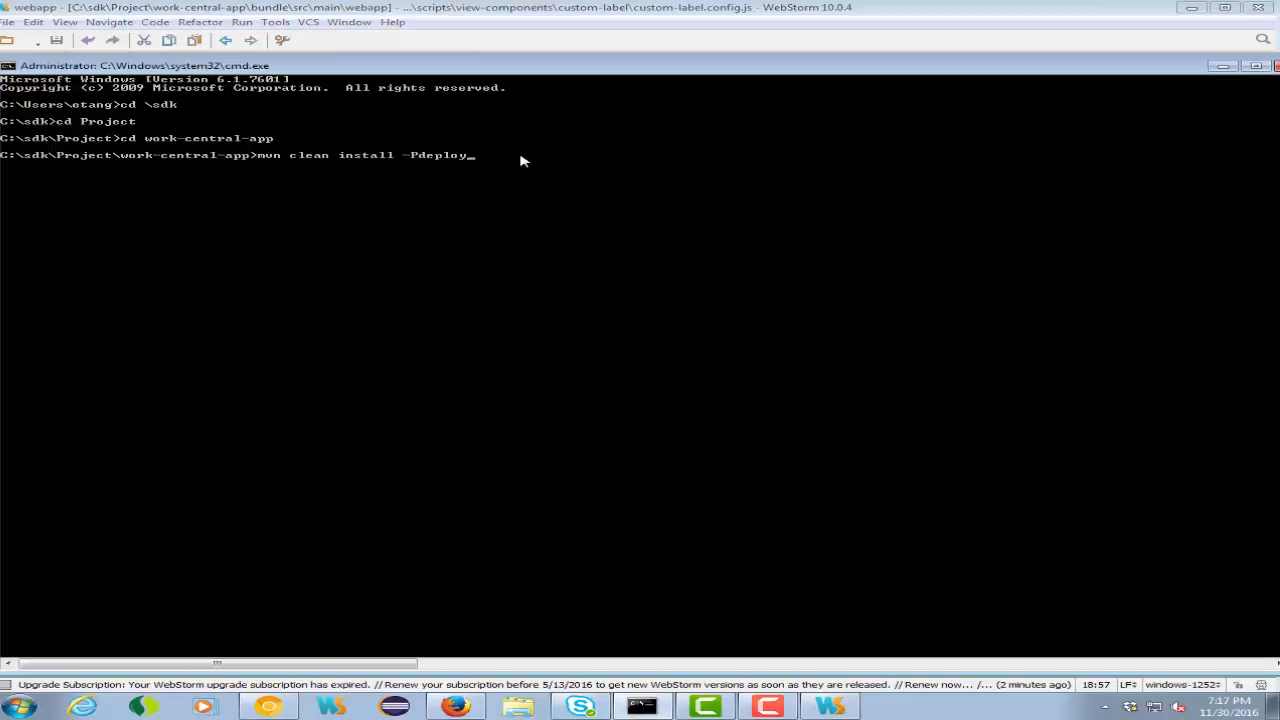 webapp - [C:\sdk\Project\work-central-app\bundle\src\main\webapp] - ...\scripts\view-components\custom-label\custom-label.config.js - WebStorm 10.0.4
File Edit View Navigate Code Refactor Run Tools VCS Window Help
Administrator: C:\Windows\system32\cmd.exe
Microsoft Windows [Version 6.1.7601]
Copyright (c) 2009 Microsoft Corporation. All rights reserved.
C:\Users\etang>cd \sdk
C:\sdk>cd Project
C:\sdk\Project>cd work-central-app
C:\sdk\Project\work-central-app>mvn clean install -Pdeploy_
Upgrade Subscription: Your WebStorm upgrade subscription has expired. // Renew your subscription before 5/13/2016 to get new WebStorm versions as soon as they are released. // Renew now... /... (2 minutes ago) 18:57 LF÷ windows-1252÷
WS WS
7:17 PM
11/30/2016